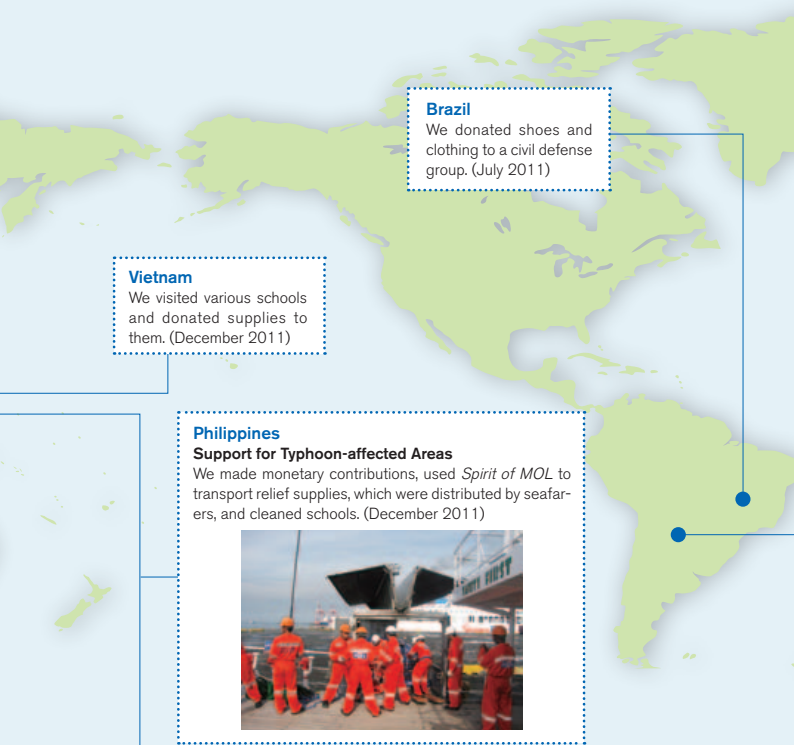 Brazil
We donated shoes and
clothing to a civil defense
group. (July 2011)
Vietnam
We visited various schools
and donated supplies to
them. (December 2011)
Philippines
Support for Typhoon-affected Areas
We made monetary contributions, used Spirit of MOL to
transport relief supplies, which were distributed by seafar-
ers, and cleaned schools. (December 2011)
FIRST